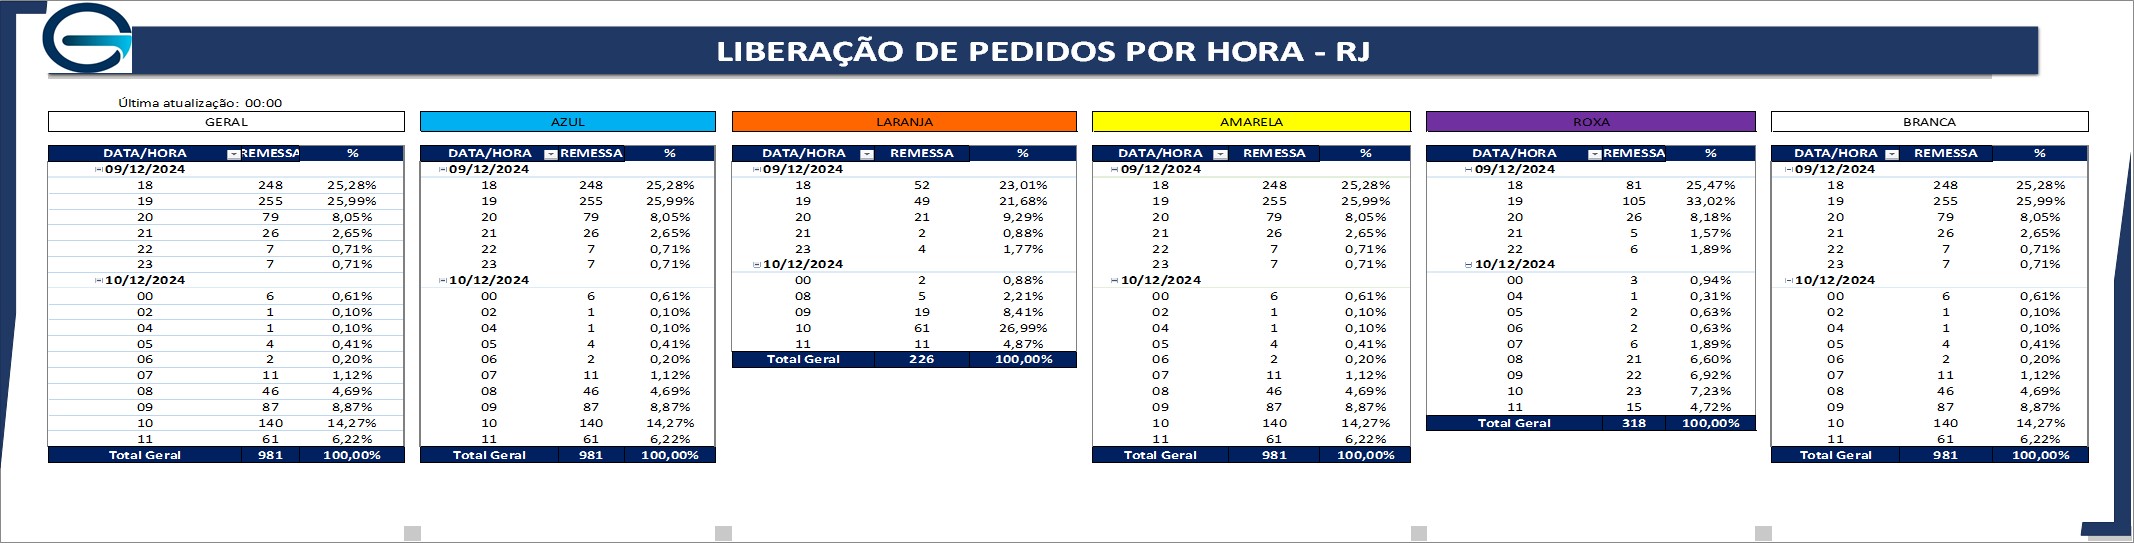 LIBERAÇÃO DE PEDIDOS POR HORA - RJ
Última atualização: 00:00
GERAL
DATA/HORA REMESSA %
09/12/2024
18 248 25,28%
19 255 25,99%
20 79 8,05%
21 26 2,65%
22 7 0,71%
23 7 0,71%
10/12/2024
00 6 0,61%
02 1 0,10%
04 1 0,10%
05 4 0,41%
06 2 0,20%
07 11 1,12%
08 46 4,69%
09 87 8,87%
10 140 14,27%
11 61 6,22%
Total Geral 981 100,00%
AZUL
DATA/HORA REMESSA %
09/12/2024
18 248 25,28%
19 255 25,99%
20 79 8,05%
21 26 2,65%
22 7 0,71%
23 7 0,71%
10/12/2024
00 6 0,61%
02 1 0,10%
04 1 0,10%
05 4 0,41%
06 2 0,20%
07 11 1,12%
08 46 4,69%
09 87 8,87%
10 140 14,27%
11 61 6,22%
Total Geral 981 100,00%
LARANJA
DATA/HORA REMESSA %
09/12/2024
18 52 23,01%
19 49 21,68%
20 21 9,29%
21 2 0,88%
23 4 1,77%
10/12/2024
00 2 0,88%
08 5 2,21%
09 19 8,41%
10 61 26,99%
11 11 4,87%
Total Geral 226 100,00%
AMARELA
DATA/HORA REMESSA %
09/12/2024
18 248 25,28%
19 255 25,99%
20 79 8,05%
21 26 2,65%
22 7 0,71%
23 7 0,71%
10/12/2024
00 6 0,61%
02 1 0,10%
04 1 0,10%
05 4 0,41%
06 2 0,20%
07 11 1,12%
08 46 4,69%
09 87 8,87%
10 140 14,27%
11 61 6,22%
Total Geral 981 100,00%
ROXA
DATA/HORA REMESSA %
09/12/2024
18 81 25,47%
19 105 33,02%
20 26 8,18%
21 5 1,57%
22 6 1,89%
10/12/2024
00 3 0,94%
04 1 0,31%
05 2 0,63%
06 2 0,63%
07 6 1,89%
08 21 6,60%
09 22 6,92%
10 23 7,23%
11 15 4,72%
Total Geral 318 100,00%
BRANCA
DATA/HORA REMESSA %
09/12/2024
18 248 25,28%
19 255 25,99%
20 79 8,05%
21 26 2,65%
22 7 0,71%
23 7 0,71%
10/12/2024
00 6 0,61%
02 1 0,10%
04 1 0,10%
05 4 0,41%
06 2 0,20%
07 11 1,12%
08 46 4,69%
09 87 8,87%
10 140 14,27%
11 61 6,22%
Total Geral 981 100,00%